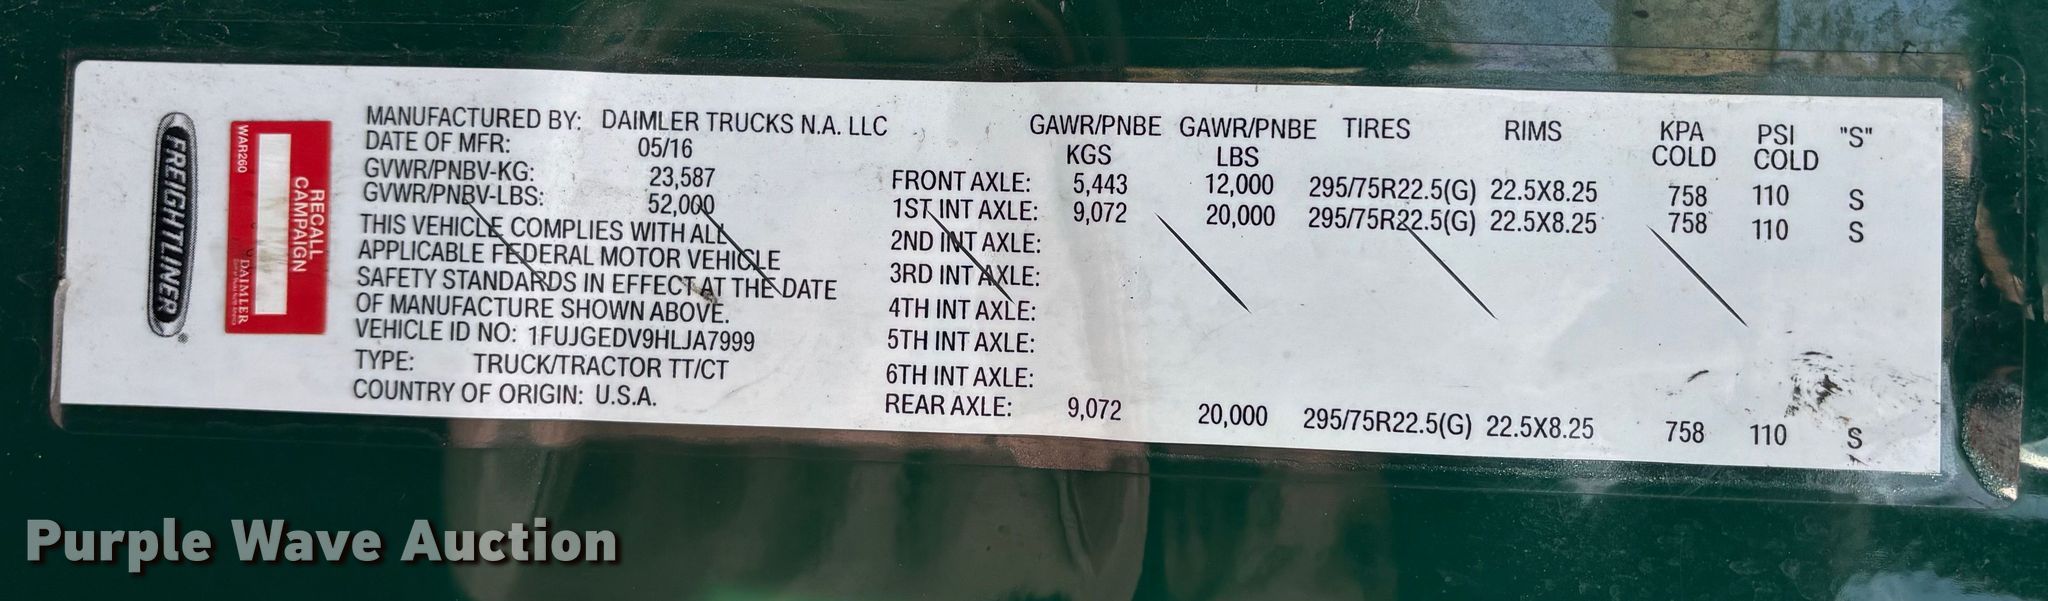 FREIGHTLINER
WAR260
RECALL
CAMPAIGN
DAIMLER
MANUFACTURED BY: DAIMLER TRUCKS N.A. LLC
DATE OF MFR: 05/16
GVWR/PNBV-KG: 23,587
GVWR/PNBV-LBS: 52,000
THIS VEHICLE COMPLIES WITH ALL
APPLICABLE FEDERAL MOTOR VEHICLE
SAFETY STANDARDS IN EFFECT AT THE DATE
OF MANUFACTURE SHOWN ABOVE.
VEHICLE ID NO: 1FUJGEDV9HLJA7999
TYPE: TRUCK/TRACTOR TT/CT
COUNTRY OF ORIGIN: U.S.A.
GAWR/PNBE GAWR/PNBE TIRES RIMS KPA PSI "S"
KGS LBS COLD COLD
FRONT AXLE: 5,443 12,000 295/75R22.5(G) 22.5X8.25 758 110 S
1ST INT AXLE: 9,072 20,000 295/75R22.5(G) 22.5X8.25 758 110 S
2ND INT AXLE:
3RD INT AXLE:
4TH INT AXLE:
5TH INT AXLE:
6TH INT AXLE:
REAR AXLE: 9,072 20,000 295/75R22.5(G) 22.5X8.25 758 110 S
Purple Wave Auction